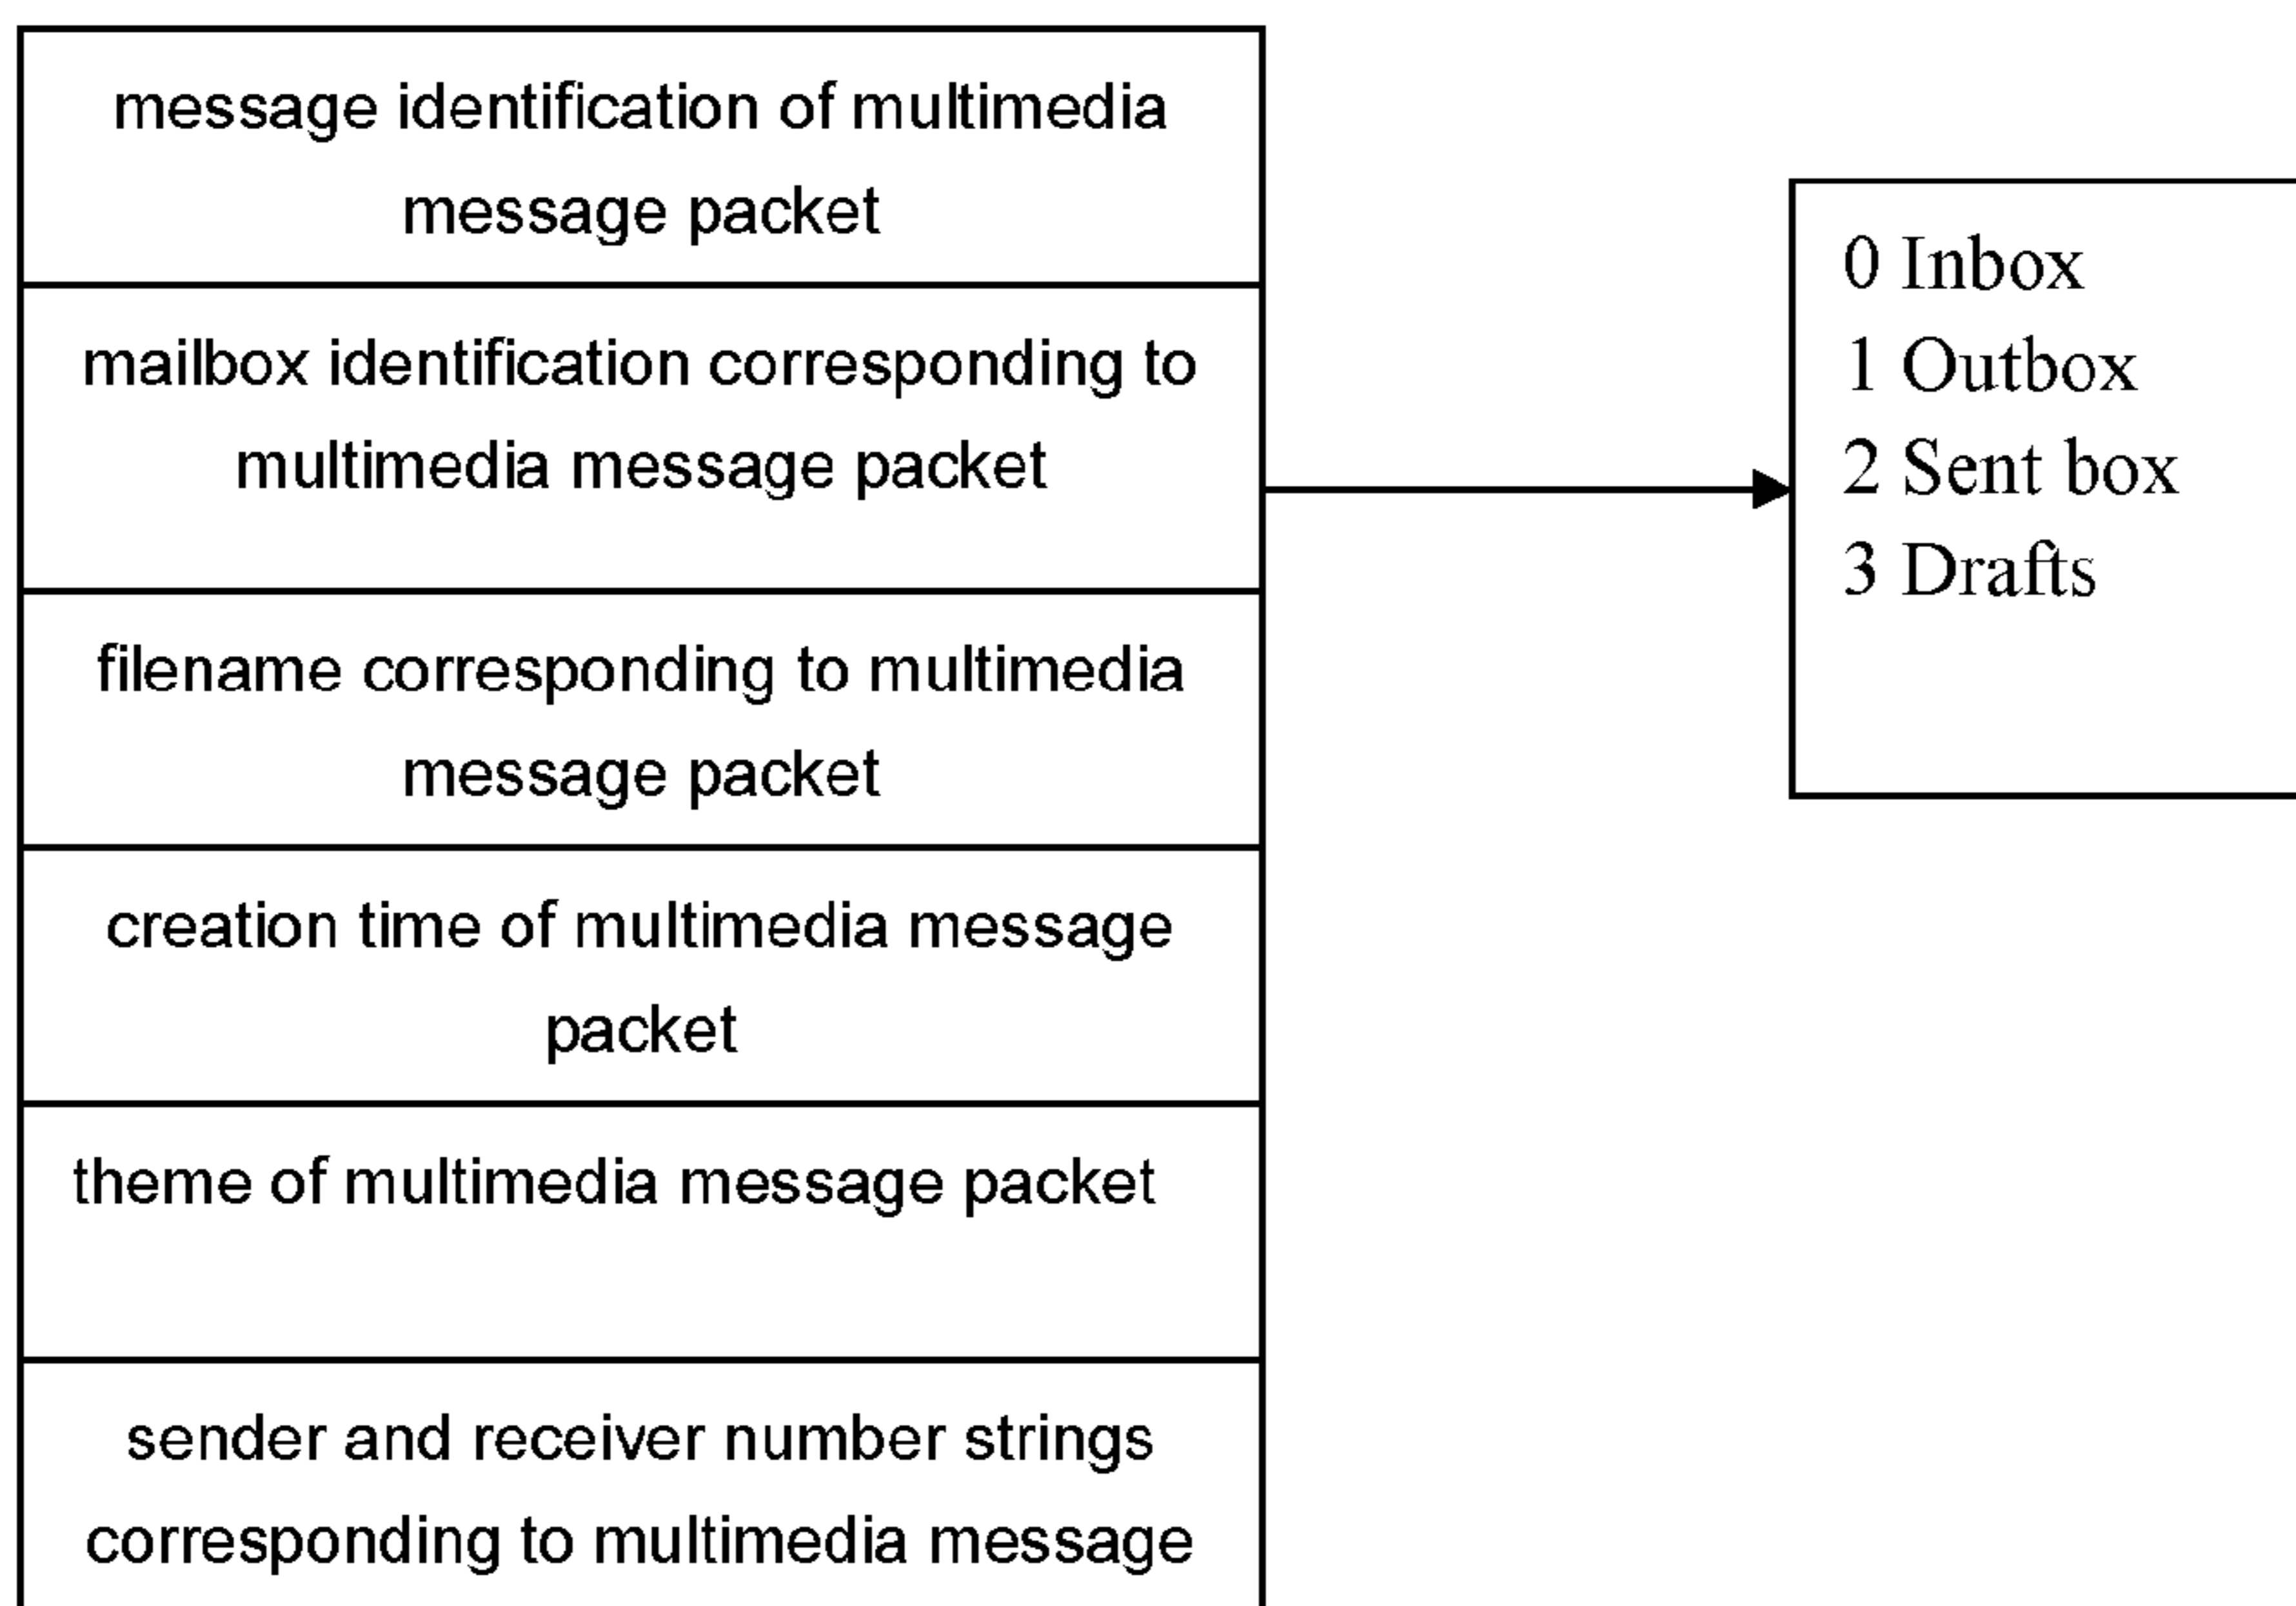 message identification of multimedia
message packet
mailbox identification corresponding to
multimedia message packet
filename corresponding to multimedia
message packet
creation time of multimedia message
packet
theme of multimedia message packet
sender and receiver number strings
corresponding to multimedia message
0 Inbox
1 Outbox
2 Sent box
3 Drafts